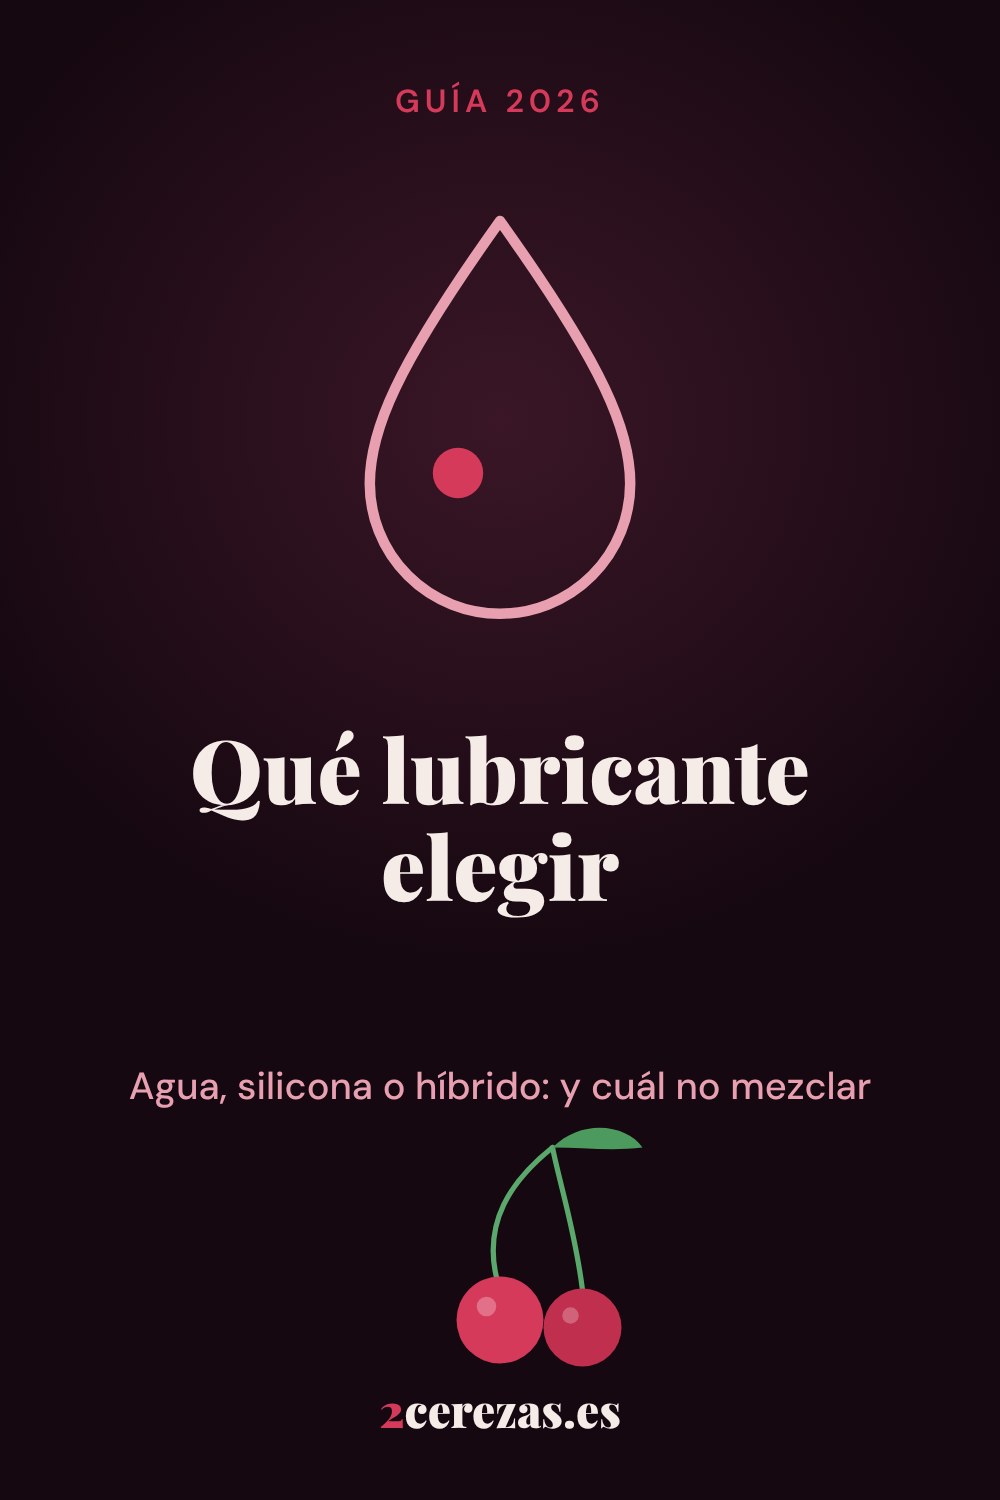 GUÍA 2026
Qué lubricante
elegir
Agua, silicona o híbrido: y cuál no mezclar
2cerezas.es